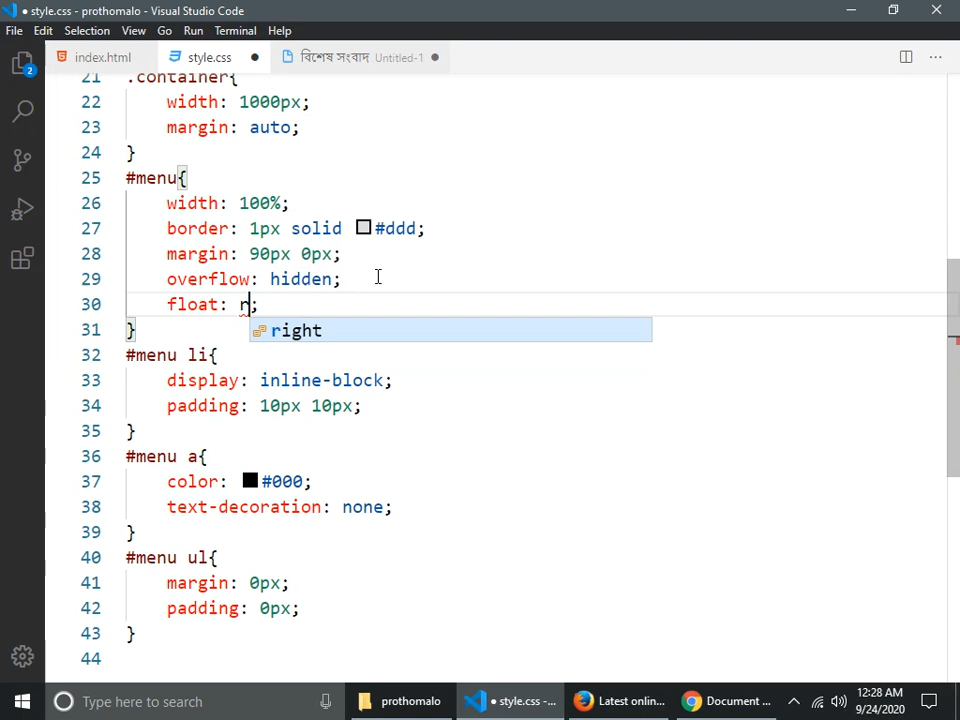 style.css - prothomalo - Visual Studio Code
File Edit Selection View Go Run Terminal Help
index.html style.css বিশেষ সংবাদ Untitled-1
2
21 .container{
22 width: 1000px;
23 margin: auto;
24 }
25 #menu{
26 width: 100%;
27 border: 1px solid #ddd;
28 margin: 90px 0px;
29 overflow: hidden;
30 float: r;
right
31 }
32 #menu li{
33 display: inline-block;
34 padding: 10px 10px;
35 }
36 #menu a{
37 color: #000;
38 text-decoration: none;
39 }
40 #menu ul{
41 margin: 0px;
42 padding: 0px;
43 }
44
Type here to search prothomalo style.css -... Latest onlin... Document ... 12:28 AM
9/24/2020